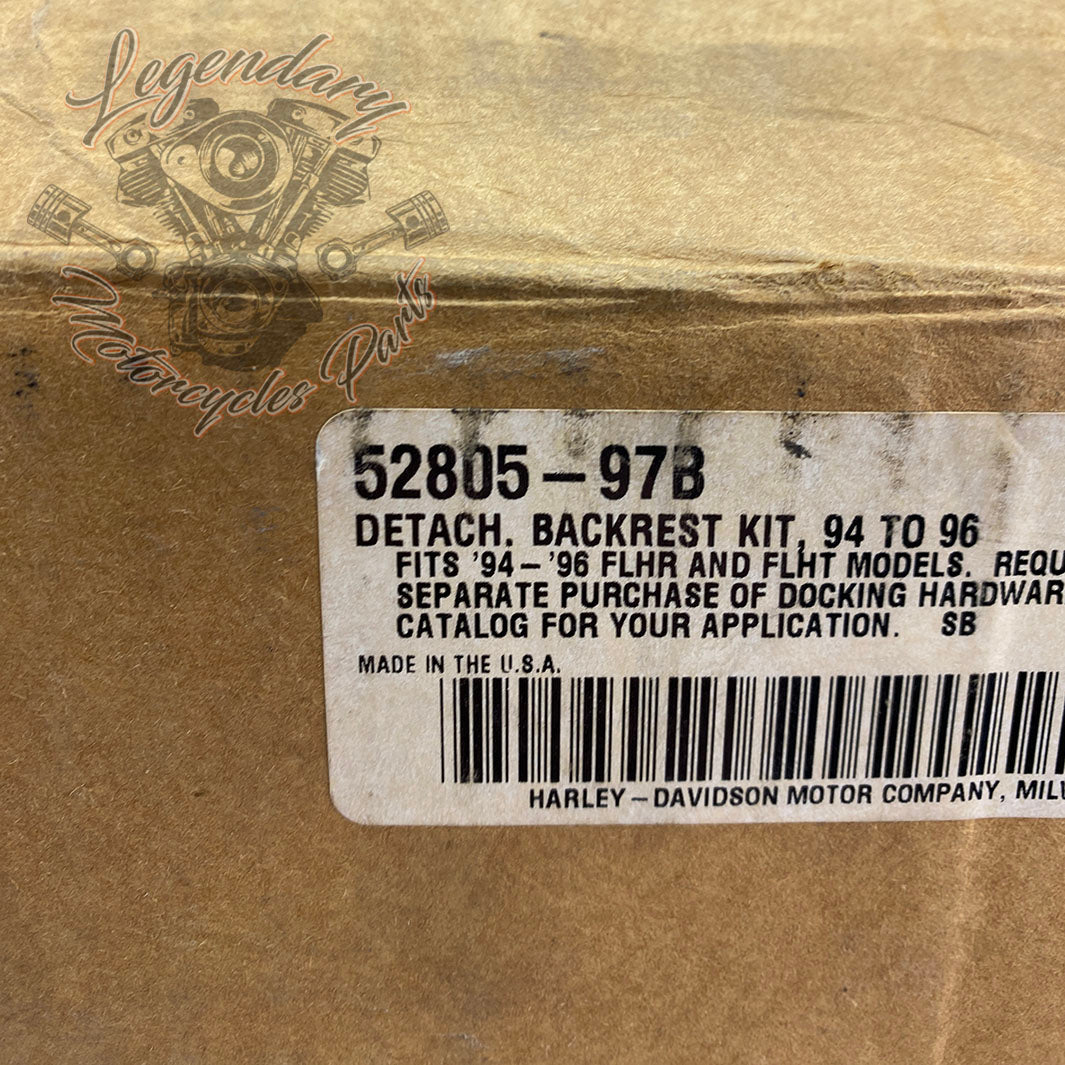 Legendary
Motorcycles Parts
52805-97B
DETACH. BACKREST KIT, 94 TO 96
FITS '94-'96 FLHR AND FLHT MODELS. REQU
SEPARATE PURCHASE OF DOCKING HARDWAR
CATALOG FOR YOUR APPLICATION. SB
MADE IN THE U.S.A.
HARLEY-DAVIDSON MOTOR COMPANY, MILW